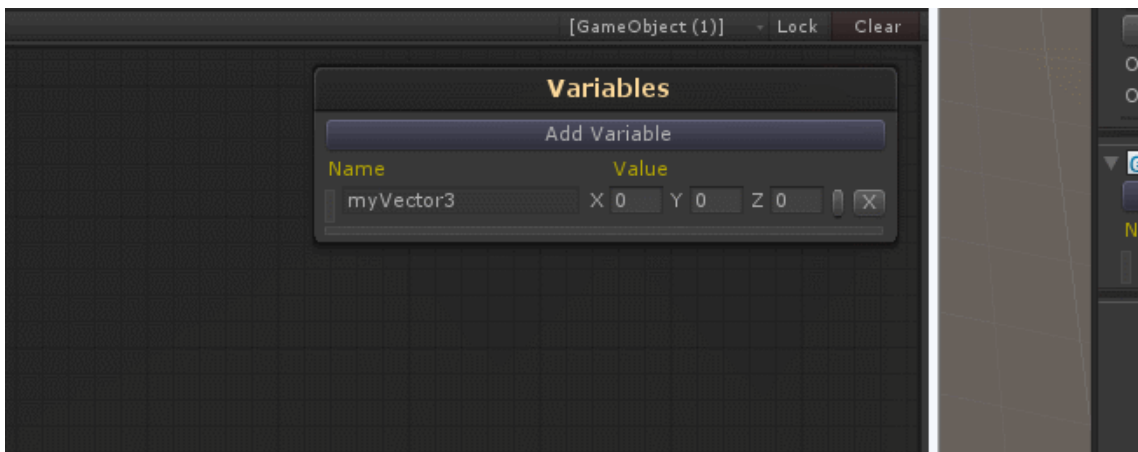 [GameObject (1)] Lock Clear
Variables
Add Variable
Name Value
myVector3 X 0 Y 0 Z 0 X